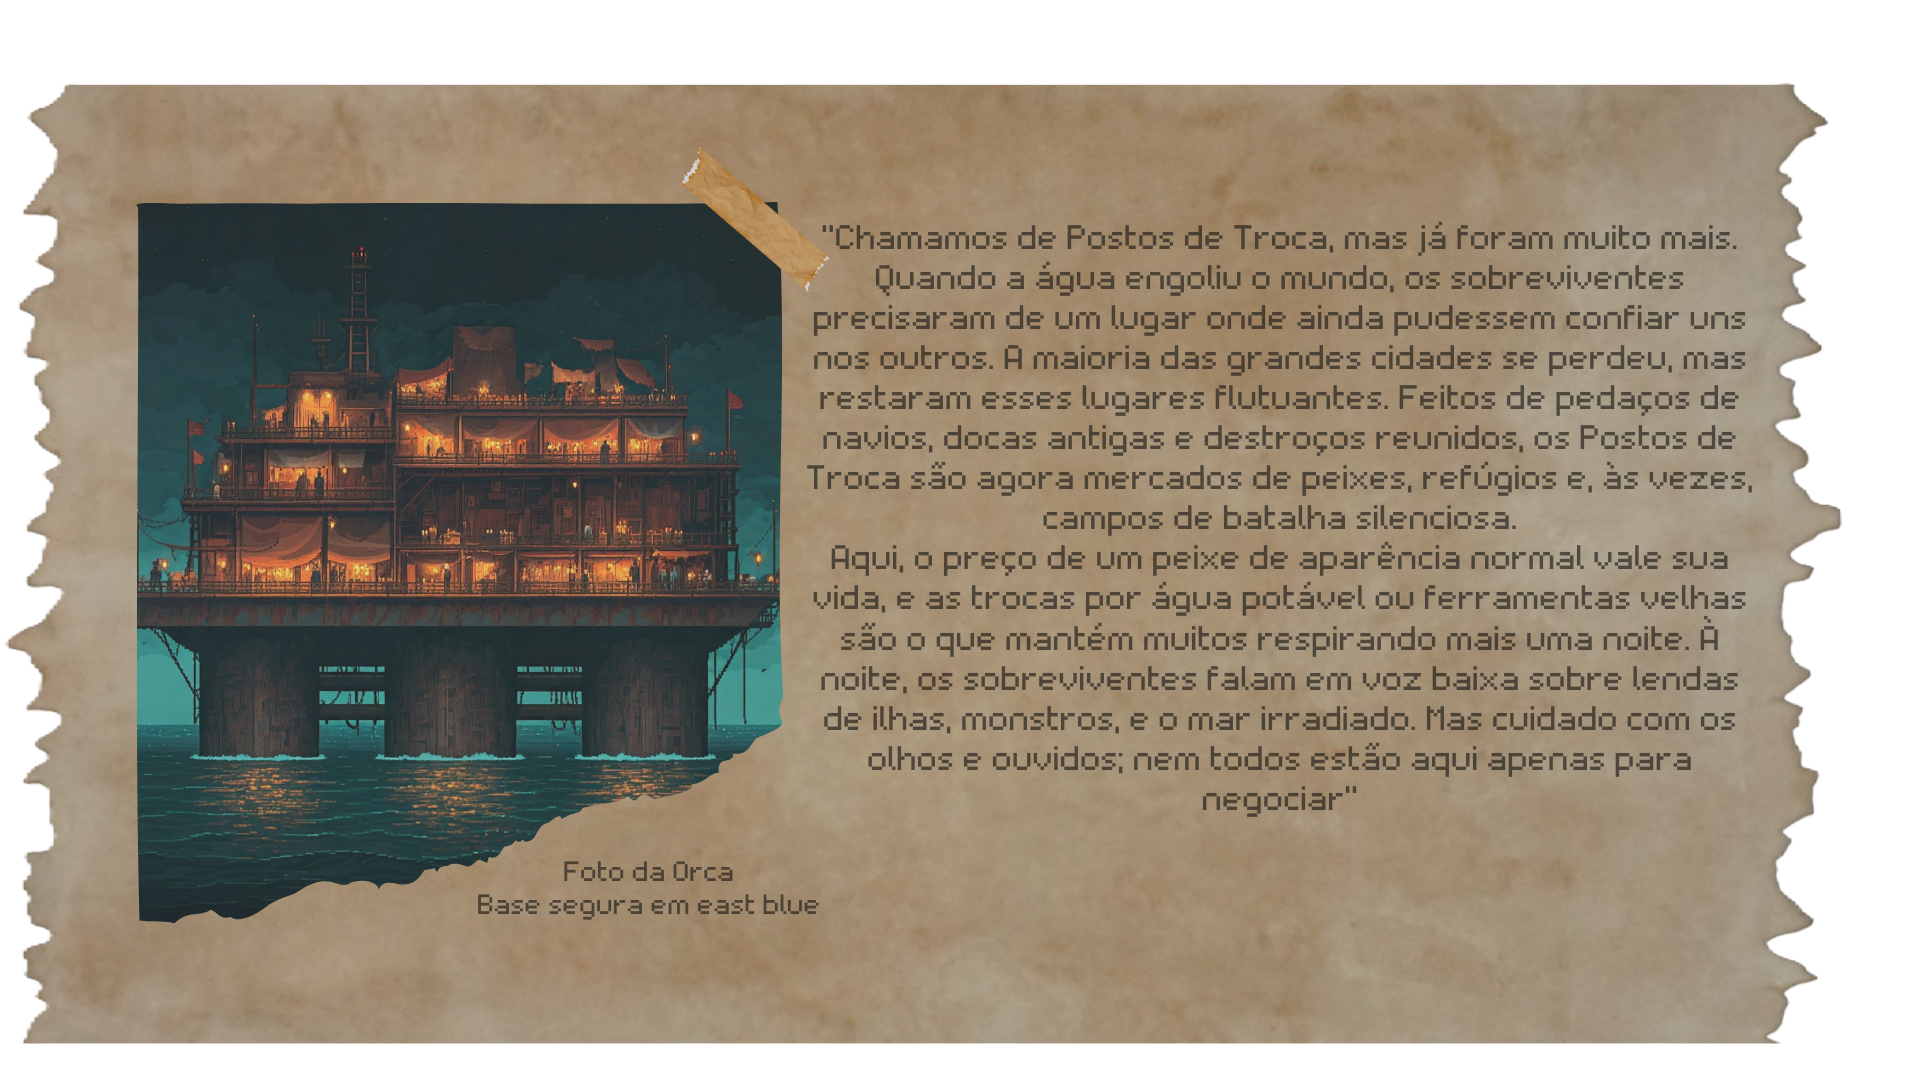 "Chamamos de Postos de Troca, mas já foram muito mais.
Quando a água engoliu o mundo, os sobreviventes
precisaram de um lugar onde ainda pudessem confiar uns
nos outros. A maioria das grandes cidades se perdeu, mas
restaram esses lugares flutuantes. Feitos de pedaços de
navios, docas antigas e destroços reunidos, os Postos de
Troca são agora mercados de peixes, refúgios e, às vezes,
campos de batalha silenciosa.
Aqui, o preço de um peixe de aparência normal vale sua
vida, e as trocas por água potável ou ferramentas velhas
são o que mantém muitos respirando mais uma noite. À
noite, os sobreviventes falam em voz baixa sobre lendas
de ilhas, monstros, e o mar irradiado. Mas cuidado com os
olhos e ouvidos; nem todos estão aqui apenas para
negociar"
Foto da Orca
Base segura em east blue